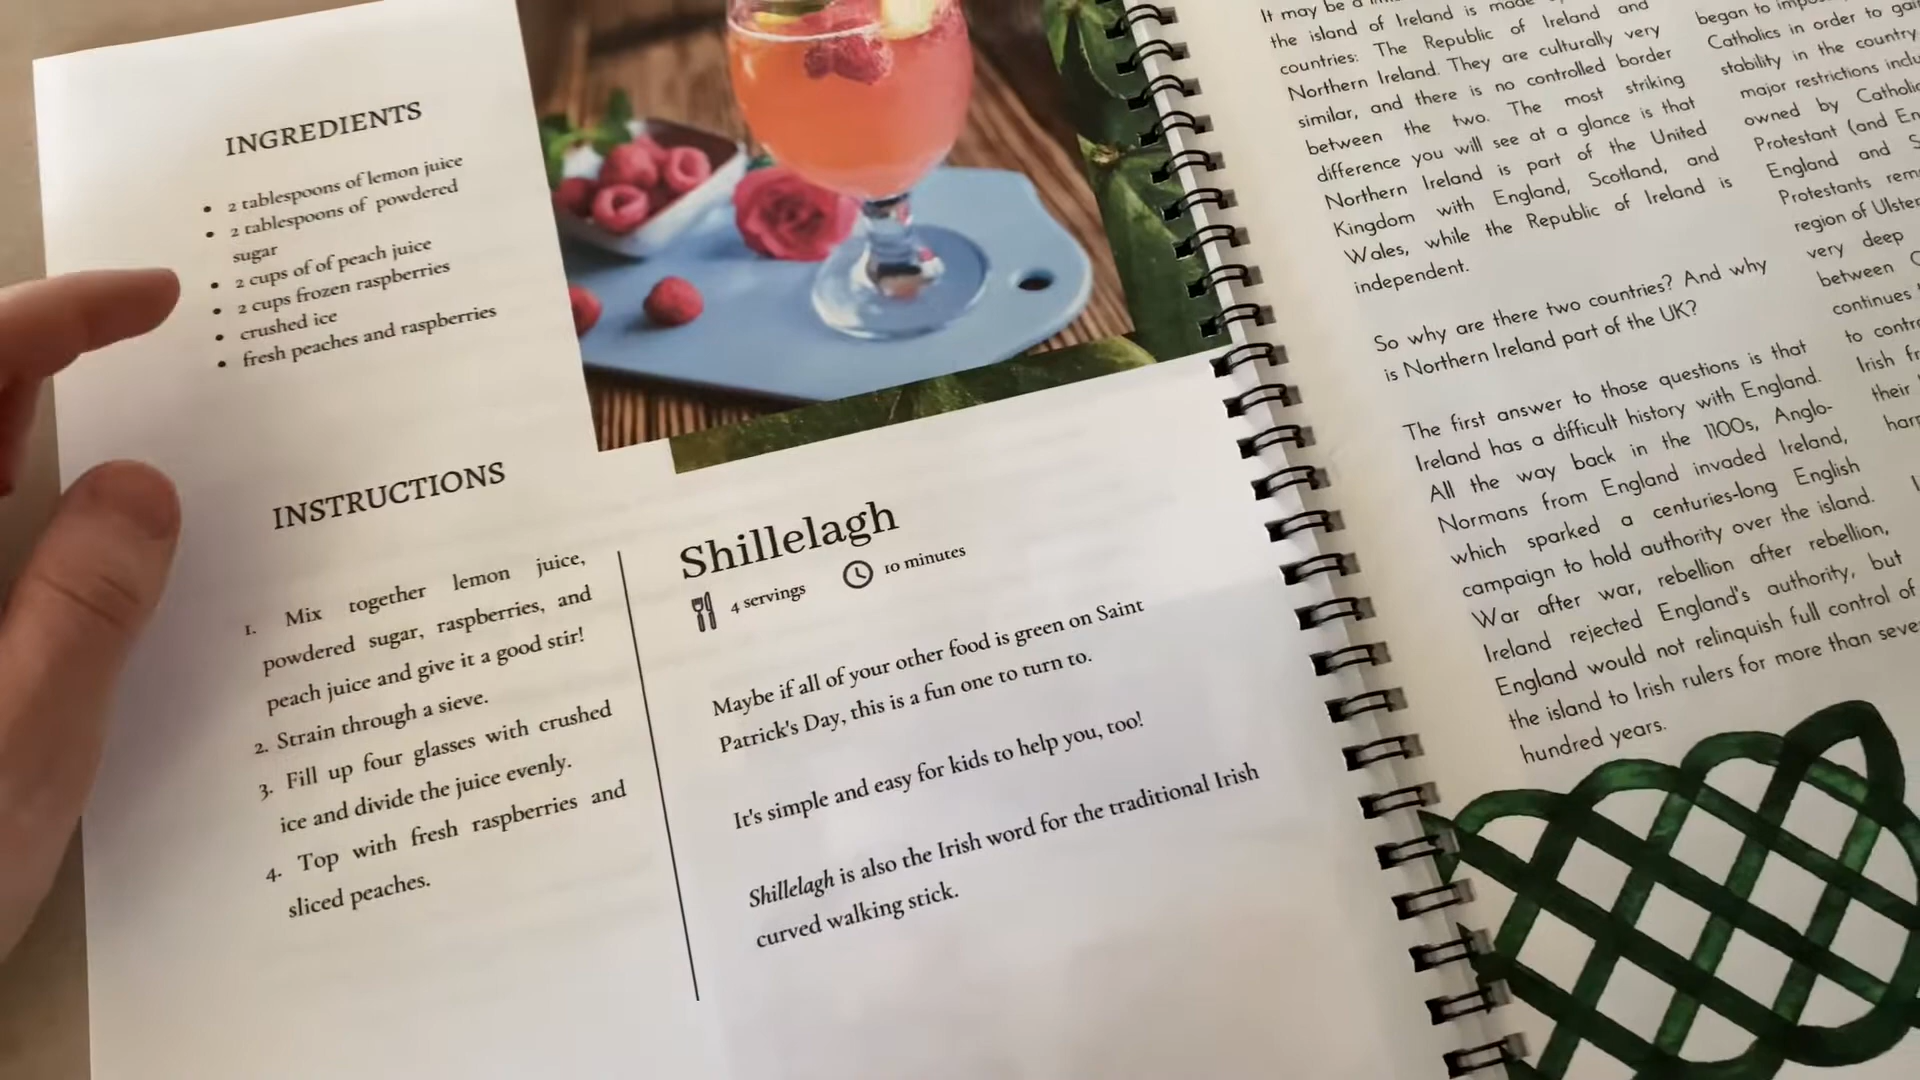 INGREDIENTS
• 2 tablespoons of lemon juice
• 2 tablespoons of powdered
sugar
• 2 cups of of peach juice
• 2 cups frozen raspberries
• crushed ice
• fresh peaches and raspberries
INSTRUCTIONS
1. Mix together lemon juice,
powdered sugar, raspberries, and
peach juice and give it a good stir!
2. Strain through a sieve.
3. Fill up four glasses with crushed
ice and divide the juice evenly.
4. Top with fresh raspberries and
sliced peaches.
Shillelagh
4 servings
10 minutes
Maybe if all of your other food is green on Saint
Patrick's Day, this is a fun one to turn to.
It's simple and easy for kids to help you, too!
Shillelagh is also the Irish word for the traditional Irish
curved walking stick.
It may be a
the island of Ireland is made
countries: The Republic of Ireland and
Northern Ireland. They are culturally very
similar, and there is no controlled border
between the two. The most striking
difference you will see at a glance is that
Northern Ireland is part of the United
Kingdom with England, Scotland, and
Wales, while the Republic of Ireland is
independent.
So why are there two countries? And why
is Northern Ireland part of the UK?
The first answer to those questions is that
Ireland has a difficult history with England.
All the way back in the 1100s, Anglo-
Normans from England invaded Ireland,
which sparked a centuries-long English
campaign to hold authority over the island.
War after war, rebellion after rebellion,
Ireland rejected England's authority, but
England would not relinquish full control of
the island to Irish rulers for more than seven
hundred years.
began to
Catholics in order to gain
stability in the country
major restrictions
owned by
Protestant (and
England and
Protestants
region of Ulster
very deep
between
continues
to
Irish
their